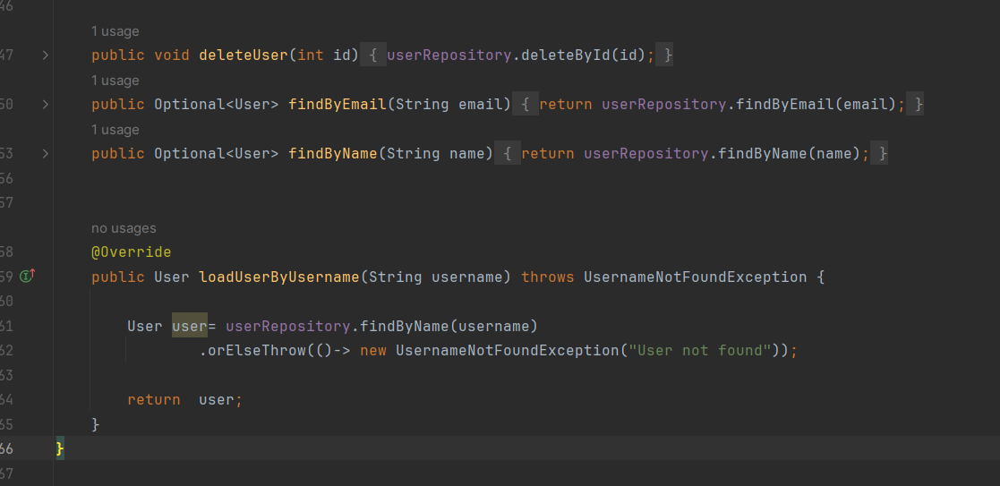 46
1 usage
47 public void deleteUser(int id) { userRepository.deleteById(id); }
1 usage
50 public Optional<User> findByEmail(String email) { return userRepository.findByEmail(email); }
1 usage
53 public Optional<User> findByName(String name) { return userRepository.findByName(name); }
56
57
no usages
58 @Override
59 public User loadUserByUsername(String username) throws UsernameNotFoundException {
60
61 User user= userRepository.findByName(username)
62 .orElseThrow(()-> new UsernameNotFoundException("User not found"));
63
64 return  user;
65 }
66 }
67